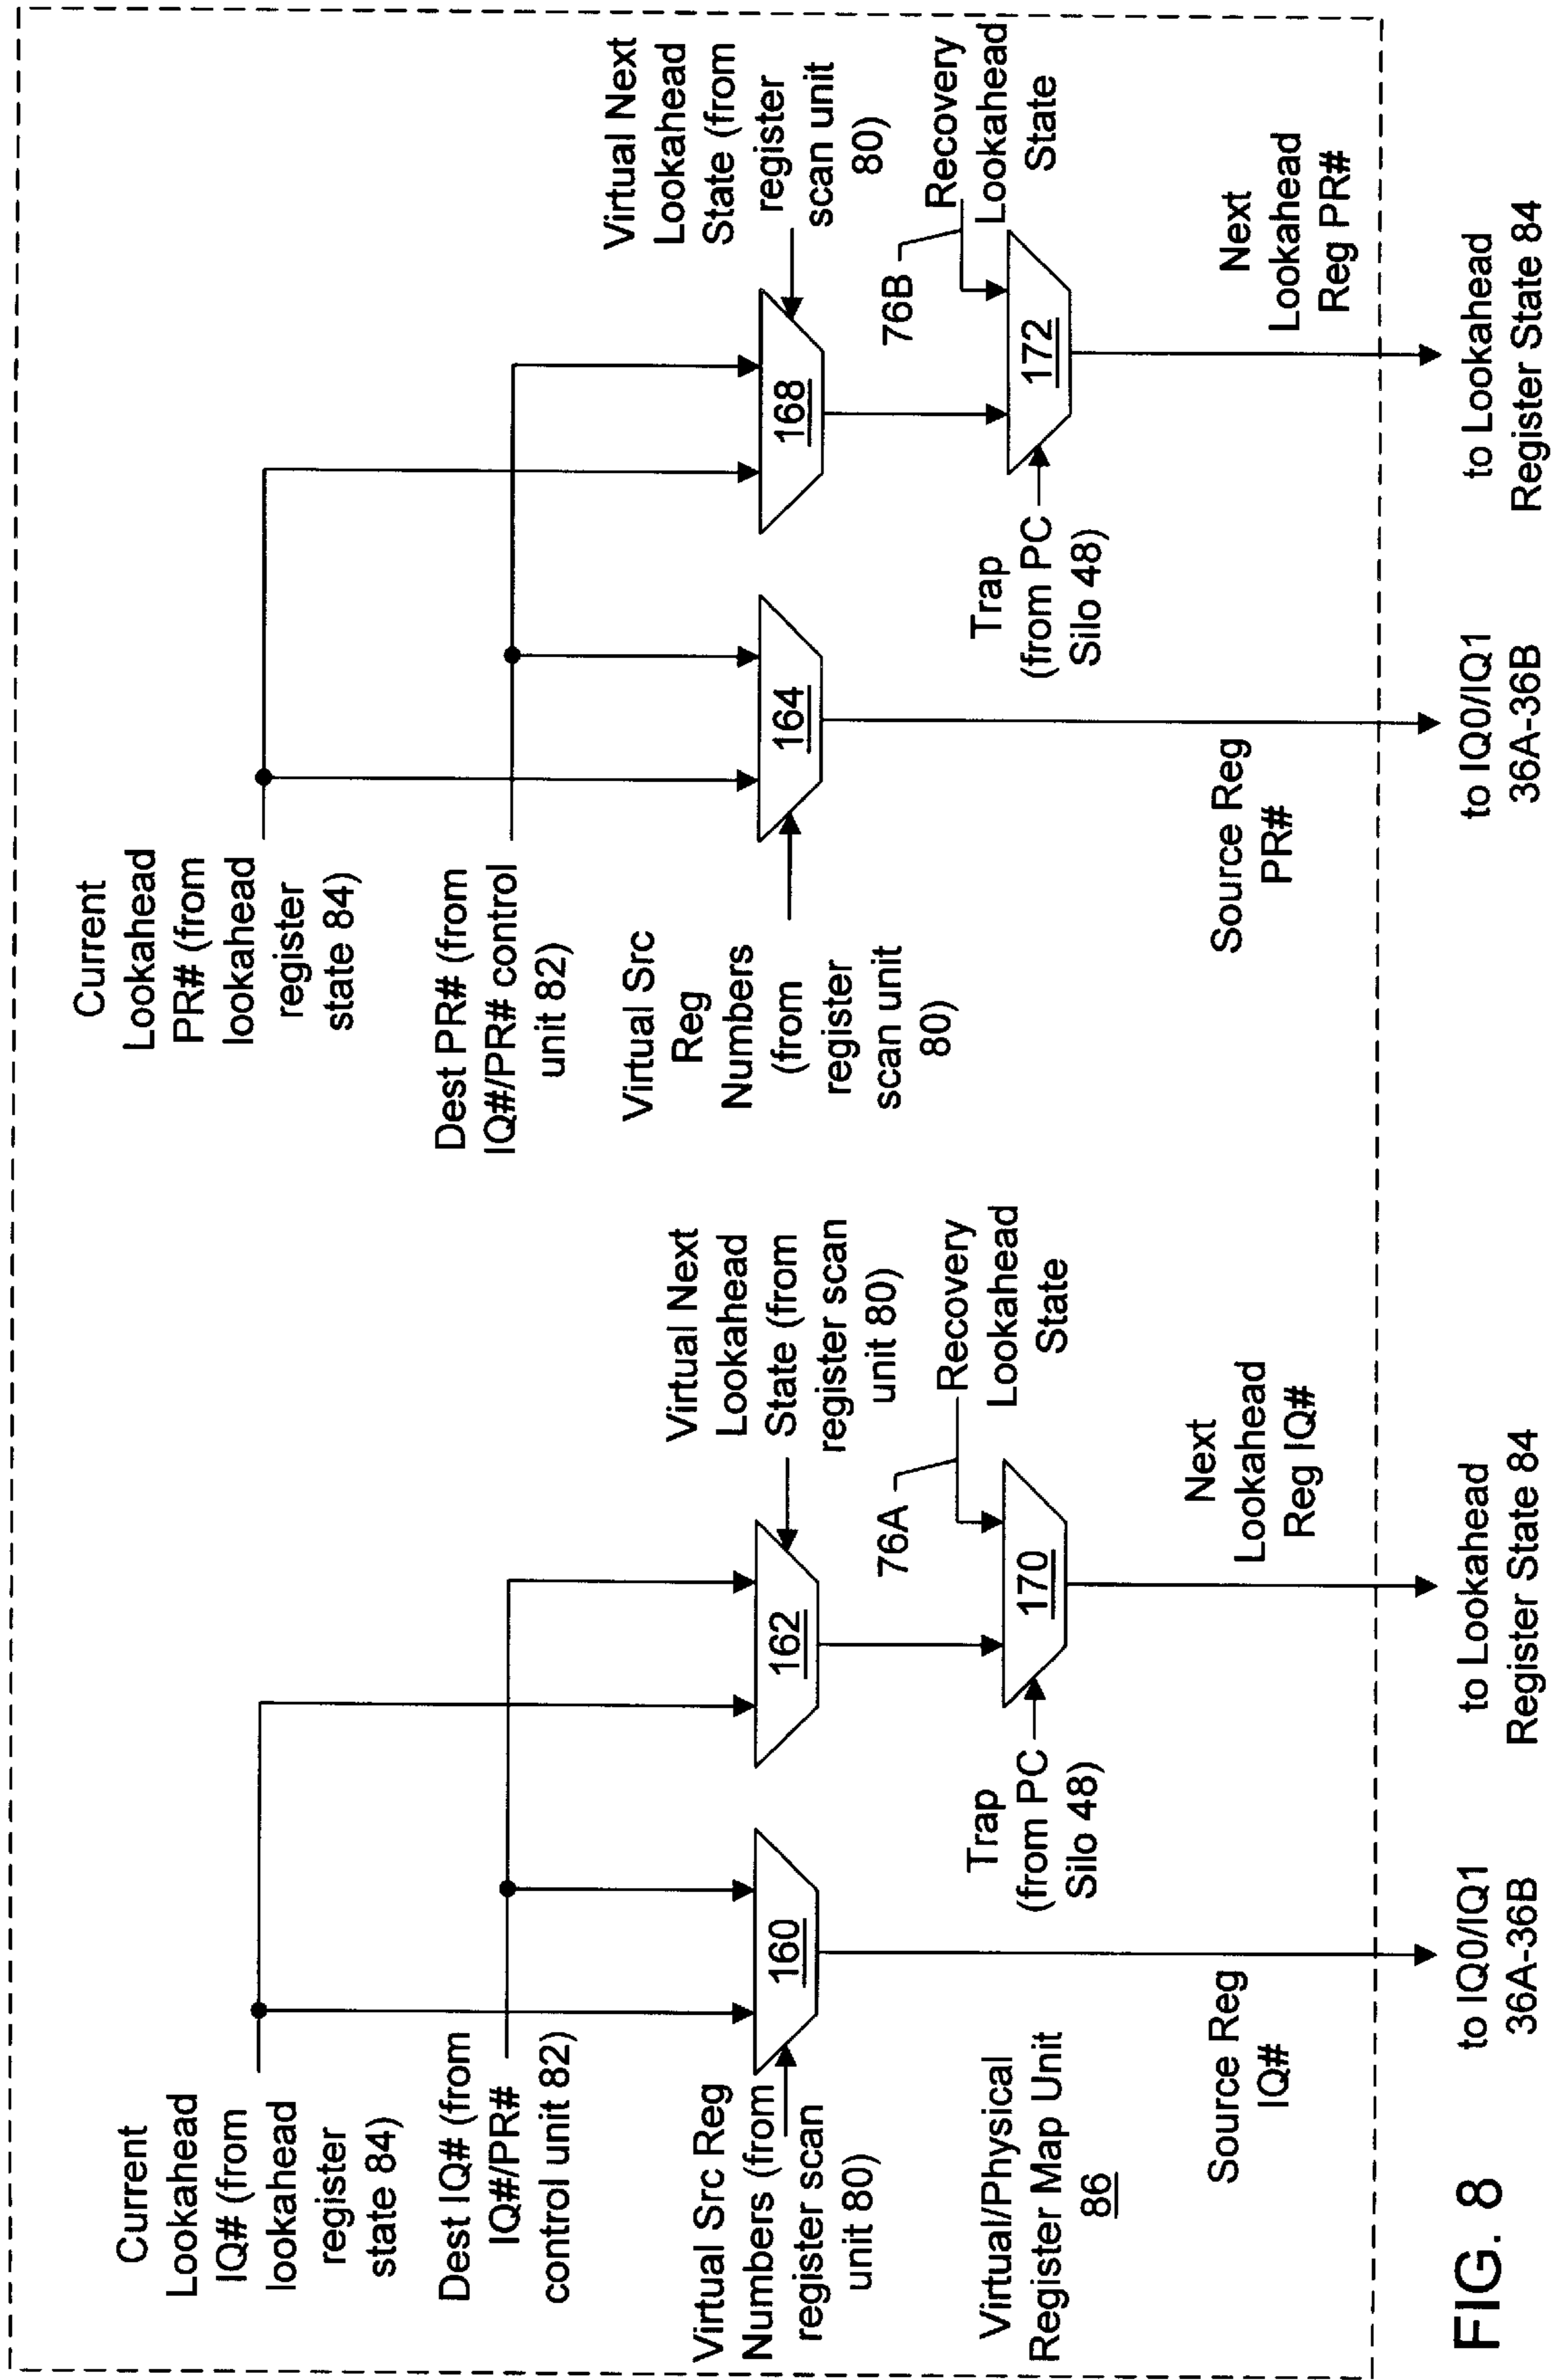 Current
Lookahead
IQ# (from
lookahead
register
state 84)
Dest IQ# (from
IQ#/PR#
control unit 82)
Virtual Src Reg
Numbers (from
register scan
unit 80)
160
162
Virtual Next
Lookahead
State (from
register scan
unit 80)
76A
Recovery
Lookahead
State
Trap
(from PC
Silo 48)
170
Virtual/Physical
Register Map Unit
86
Source Reg
IQ#
Next
Lookahead
Reg IQ#
to IQ0/IQ1
36A-36B
to Lookahead
Register State 84
Current
Lookahead
PR# (from
lookahead
register
state 84)
Dest PR# (from
IQ#/PR# control
unit 82)
Virtual Src
Reg
Numbers
(from
register
scan unit
80)
164
168
Virtual Next
Lookahead
State (from
register
scan unit
80)
76B
Recovery
Lookahead
State
Trap
(from PC
Silo 48)
172
Source Reg
PR#
Next
Lookahead
Reg PR#
to IQ0/IQ1
36A-36B
to Lookahead
Register State 84
FIG. 8